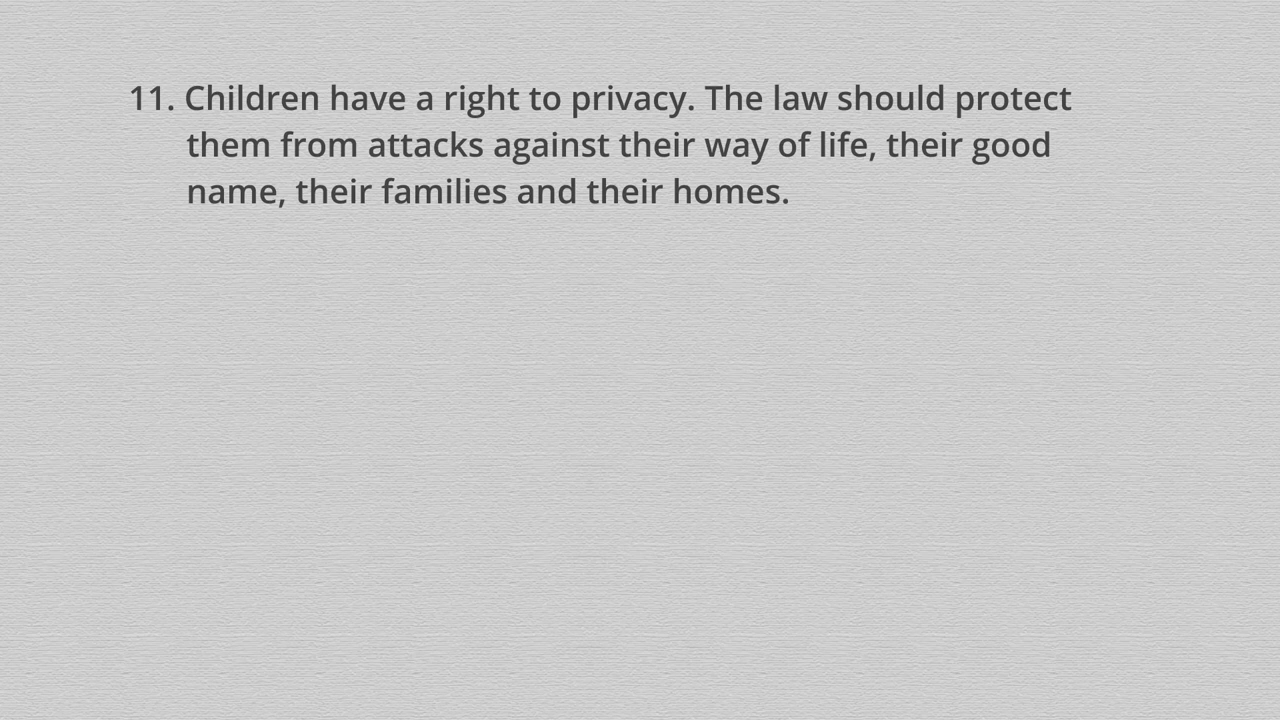 11. Children have a right to privacy. The law should protect
them from attacks against their way of life, their good
name, their families and their homes.